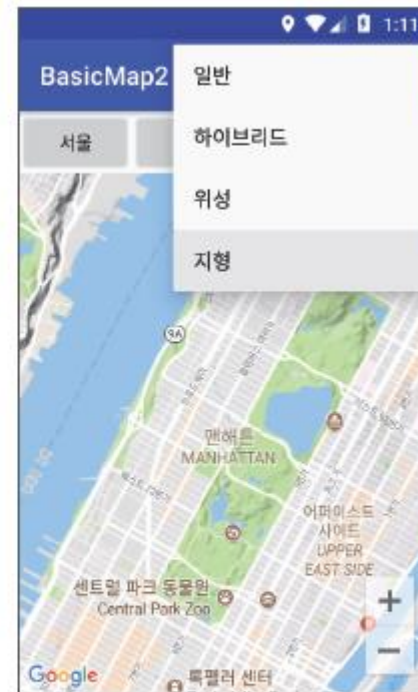 1:11
BasicMap2
일반
서울
하이브리드
위성
지형
9A
맨해튼
MANHATTAN
어퍼이스트
사이드
UPPER
EAST SIDE
센트럴 파크 동물원
Central Park Zoo
+
−
Google
록펠러 센터